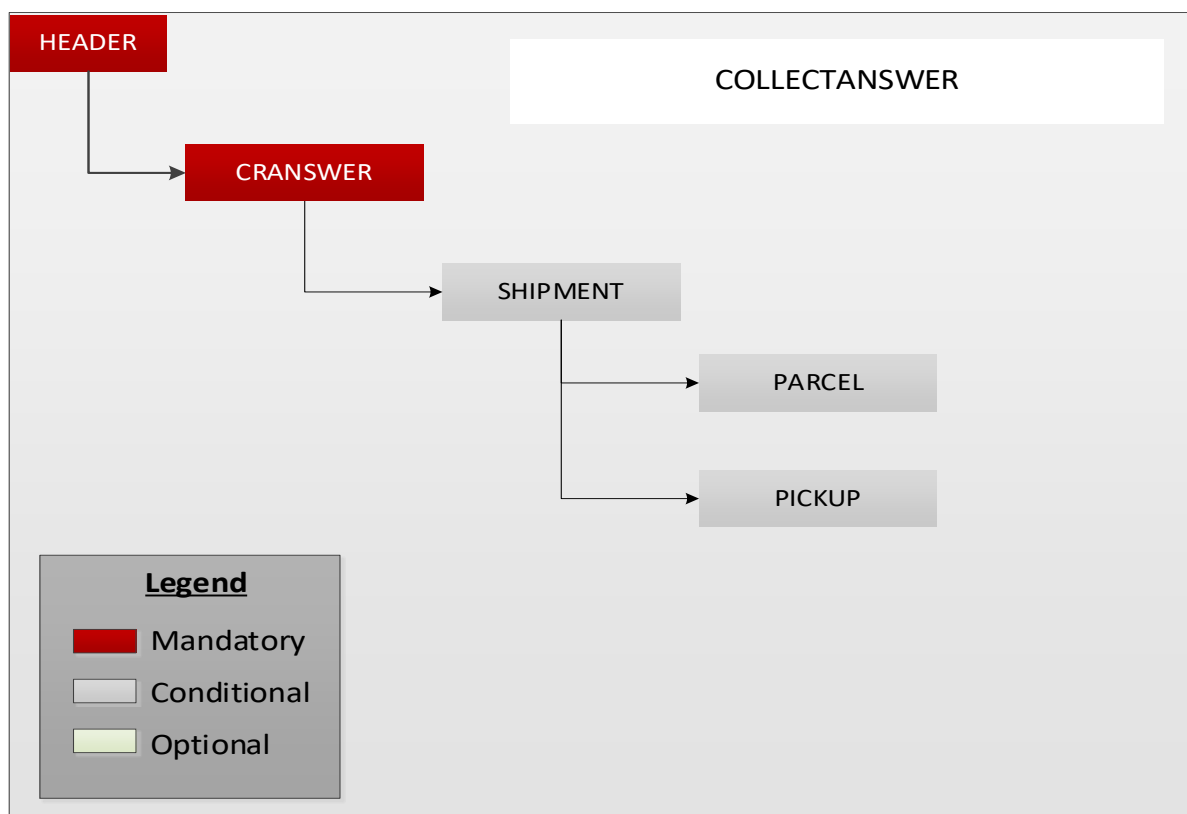 HEADER
COLLECTANSWER
CRANSWER
SHIPMENT
PARCEL
PICKUP
Legend
Mandatory
Conditional
Optional